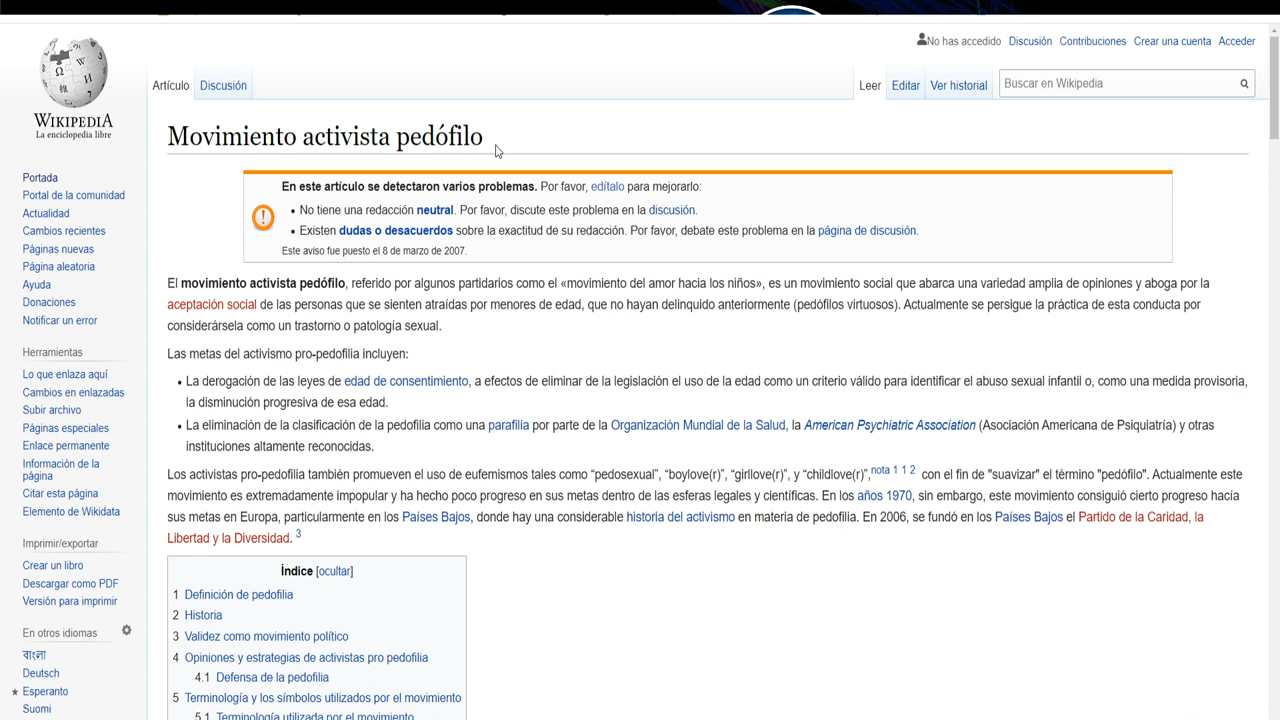 No has accedido Discusión Contribuciones Crear una cuenta Acceder
Artículo Discusión Leer Editar Ver historial Buscar en Wikipedia
WIKIPEDIA
La enciclopedia libre
Movimiento activista pedófilo
En este artículo se detectaron varios problemas. Por favor, edítalo para mejorarlo:
• No tiene una redacción neutral. Por favor, discute este problema en la discusión.
• Existen dudas o desacuerdos sobre la exactitud de su redacción. Por favor, debate este problema en la página de discusión.
Este aviso fue puesto el 8 de marzo de 2007.
El movimiento activista pedófilo, referido por algunos partidarios como el «movimiento del amor hacia los niños», es un movimiento social que abarca una variedad amplia de opiniones y aboga por la
aceptación social de las personas que se sienten atraídas por menores de edad, que no hayan delinquido anteriormente (pedófilos virtuosos). Actualmente se persigue la práctica de esta conducta por
considerársela como un trastorno o patología sexual.
Las metas del activismo pro-pedofilia incluyen:
• La derogación de las leyes de edad de consentimiento, a efectos de eliminar de la legislación el uso de la edad como un criterio válido para identificar el abuso sexual infantil o, como una medida provisoria,
la disminución progresiva de esa edad.
• La eliminación de la clasificación de la pedofilia como una parafilia por parte de la Organización Mundial de la Salud, la American Psychiatric Association (Asociación Americana de Psiquiatría) y otras
instituciones altamente reconocidas.
Los activistas pro-pedofilia también promueven el uso de eufemismos tales como “pedosexual”, “boylove(r)”, “girllove(r)”, y “childlove(r)”,nota 1 1 2 con el fin de "suavizar" el término "pedófilo". Actualmente este
movimiento es extremadamente impopular y ha hecho poco progreso en sus metas dentro de las esferas legales y científicas. En los años 1970, sin embargo, este movimiento consiguió cierto progreso hacía
sus metas en Europa, particularmente en los Países Bajos, donde hay una considerable historia del activismo en materia de pedofilia. En 2006, se fundó en los Países Bajos el Partido de la Caridad, la
Libertad y la Diversidad. 3
Índice [ocultar]
1 Definición de pedofilia
2 Historia
3 Validez como movimiento político
4 Opiniones y estrategias de activistas pro pedofilia
4.1 Defensa de la pedofilia
5 Terminología y los símbolos utilizados por el movimiento
5.1 Terminología utilizada por el movimiento
Portada
Portal de la comunidad
Actualidad
Cambios recientes
Páginas nuevas
Página aleatoria
Ayuda
Donaciones
Notificar un error
Herramientas
Lo que enlaza aquí
Cambios en enlazadas
Subir archivo
Páginas especiales
Enlace permanente
Información de la
página
Citar esta página
Elemento de Wikidata
Imprimir/exportar
Crear un libro
Descargar como PDF
Versión para imprimir
En otros idiomas
বাংলা
Deutsch
Esperanto
Suomi